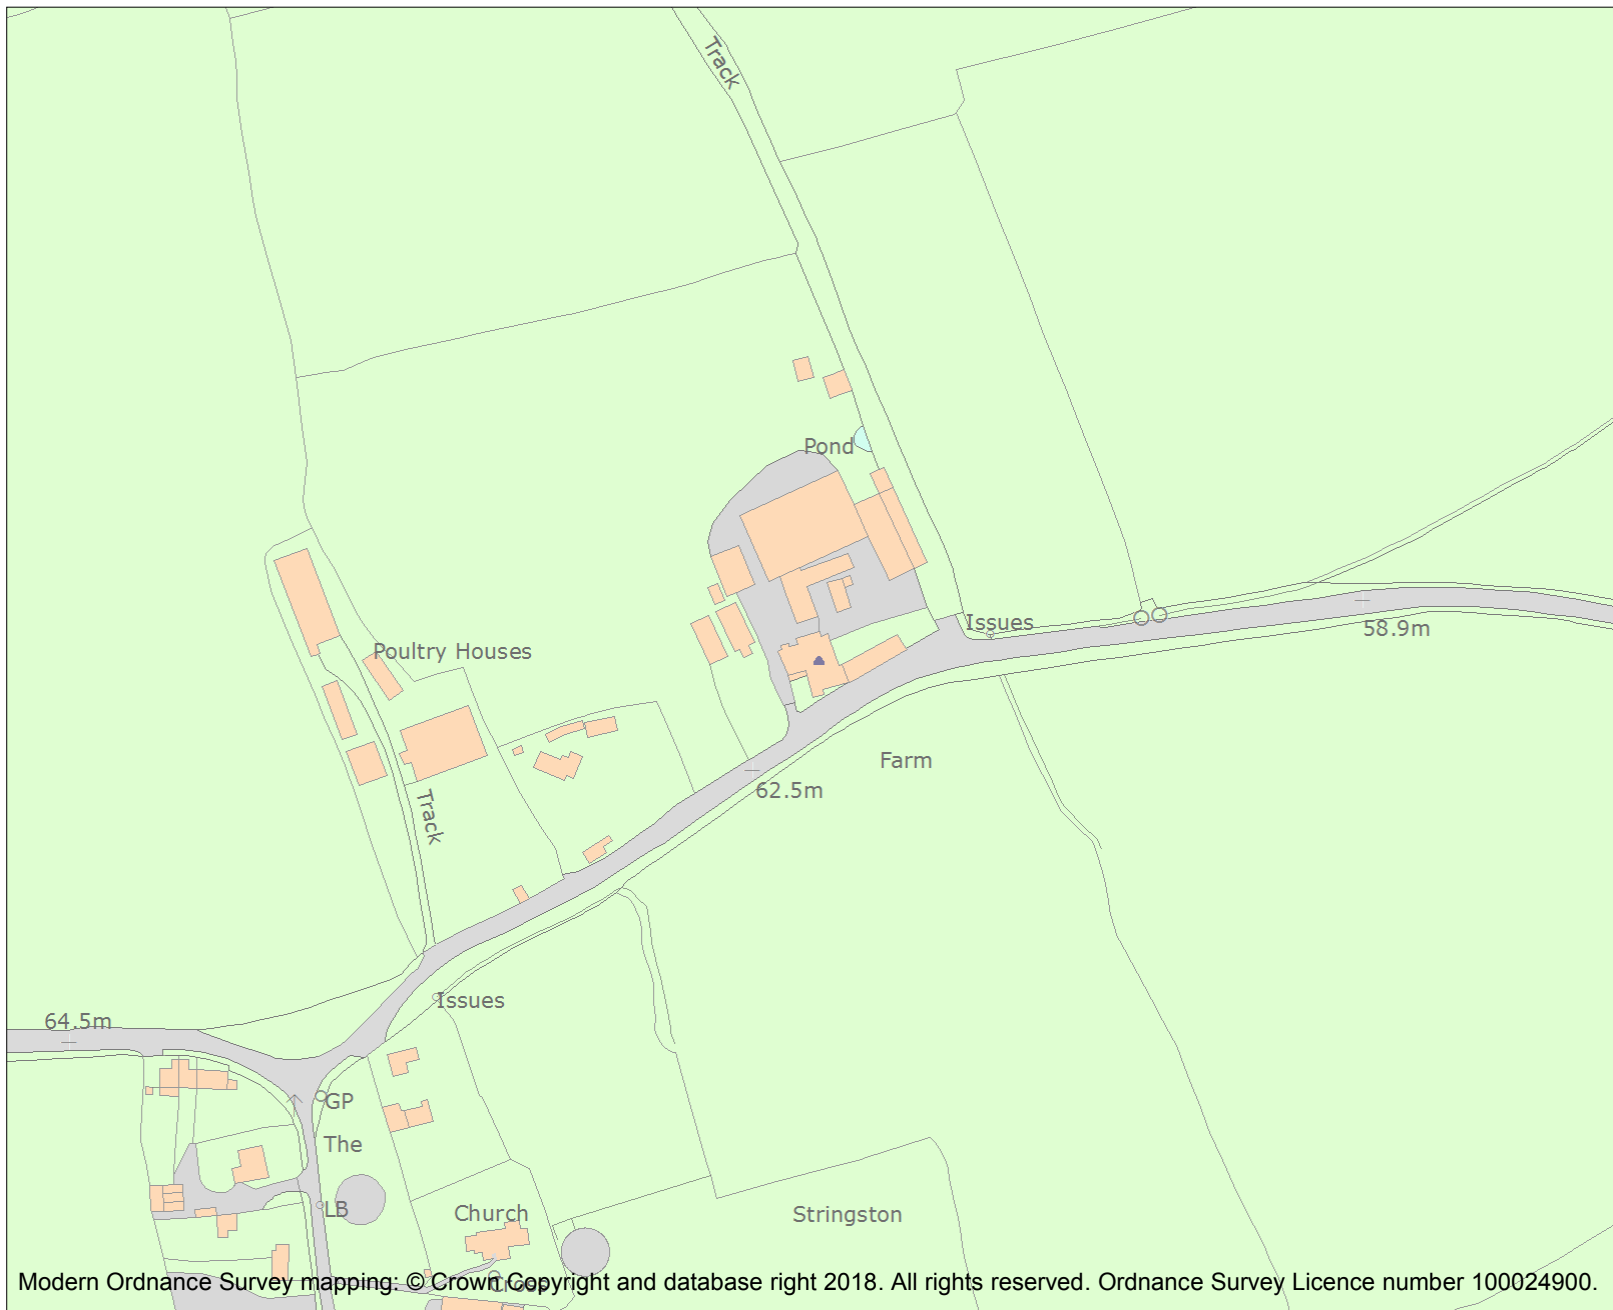 Track
Pond
Issues
58.9m
Poultry Houses
Farm
62.5m
Track
Issues
64.5m
GP
The
LB
Church
Stringston
Cross
Modern Ordnance Survey mapping: © Crown Copyright and database right 2018. All rights reserved. Ordnance Survey Licence number 100024900.